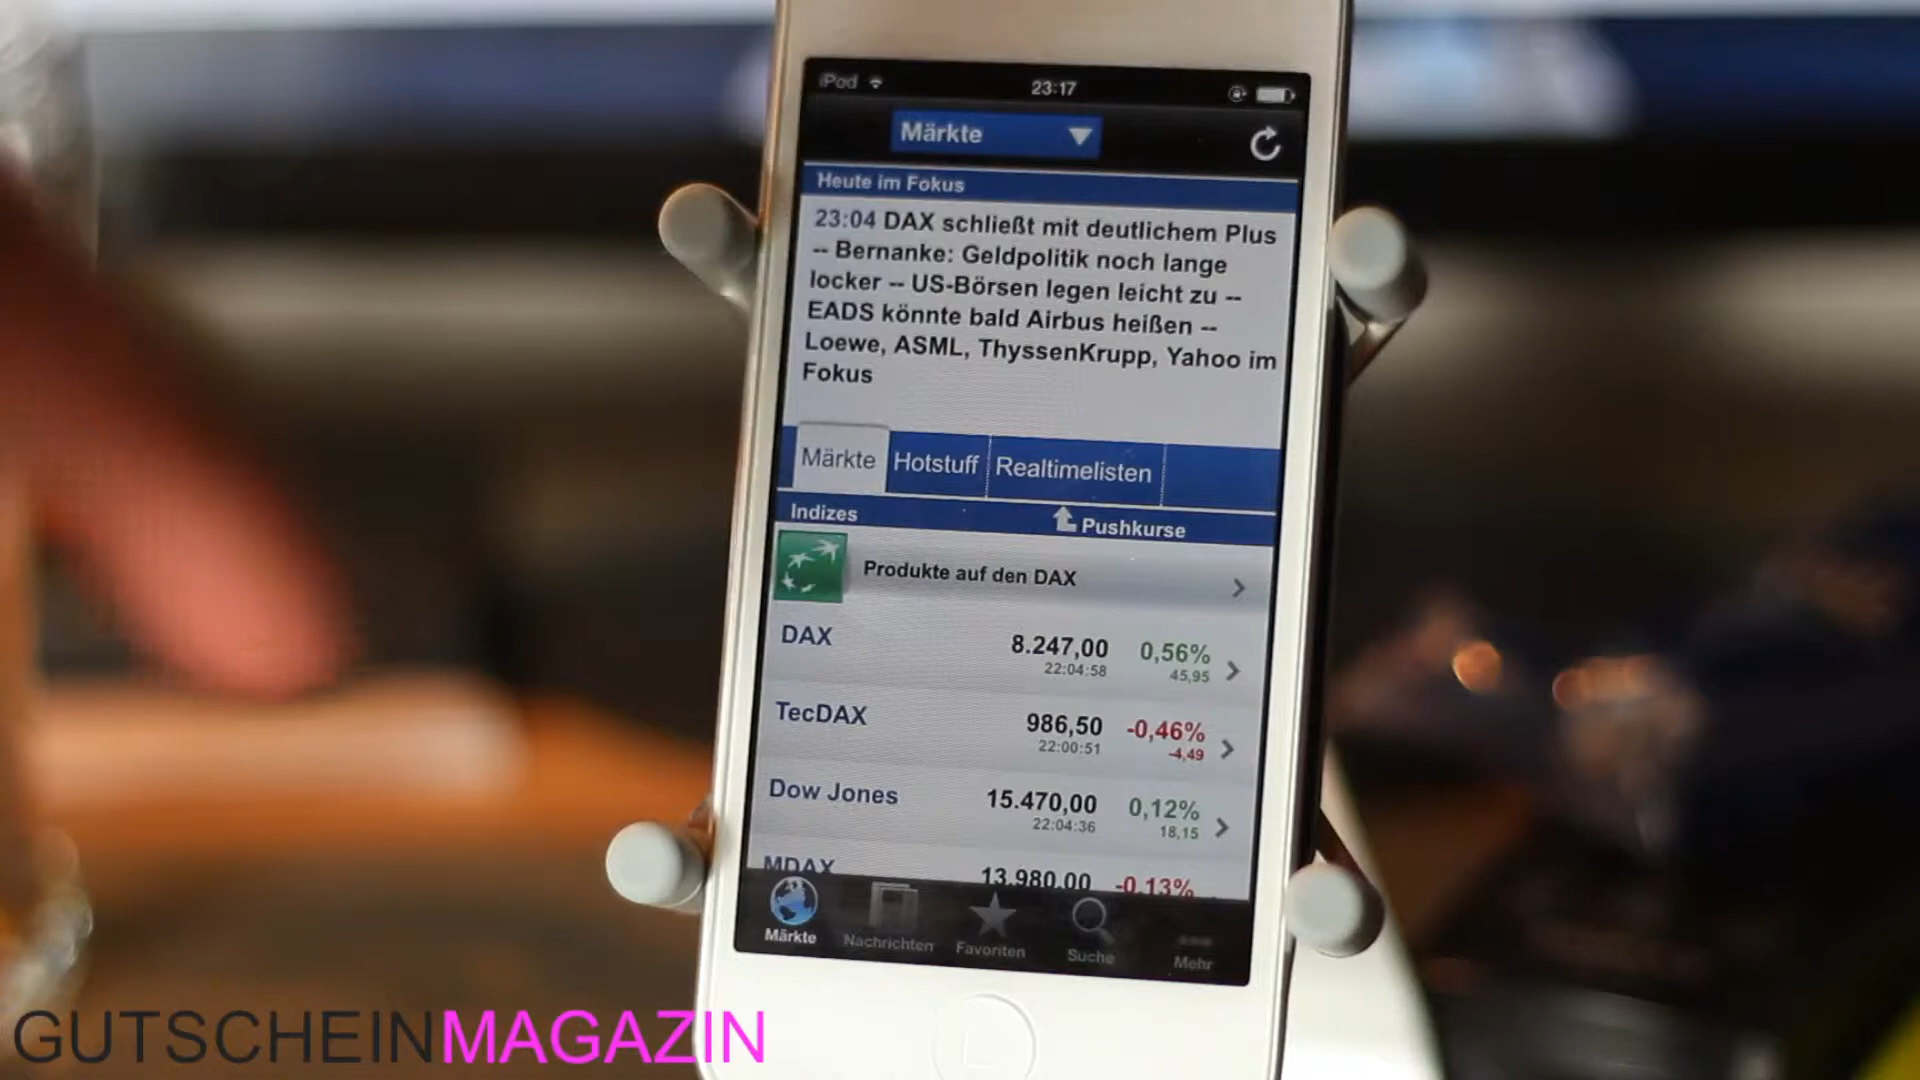 iPod
23:17
Märkte
Heute im Fokus
23:04 DAX schließt mit deutlichem Plus
-- Bernanke: Geldpolitik noch lange
locker -- US-Börsen legen leicht zu --
EADS könnte bald Airbus heißen --
Loewe, ASML, ThyssenKrupp, Yahoo im
Fokus
Märkte Hotstuff Realtimelisten
Indizes Pushkurse
Produkte auf den DAX
DAX 8.247,00 0,56%
22:04:58 45,95
TecDAX 986,50 -0,46%
22:00:51 -4,49
Dow Jones 15.470,00 0,12%
22:04:36 18,15
MDAX 13.980,00 -0,13%
Märkte Nachrichten Favoriten Suche Mehr
GUTSCHEINMAGAZIN